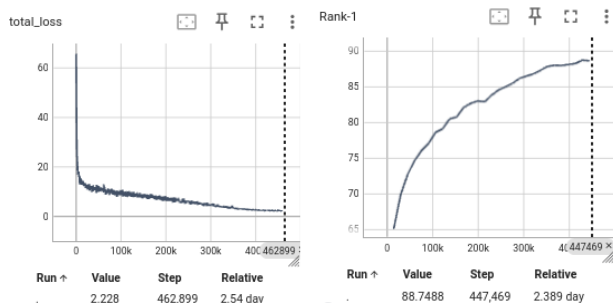 total_loss
60
40
20
0
0
100k
200k
300k
400
462899 ×
Run ↑ Value Step Relative
. 2.228 462,899 2.54 day
Rank-1
90
85
80
75
70
65
100k
200k
300k
400k
447469 ×
Run ↑ Value Step Relative
. 88.7488 447,469 2.389 day